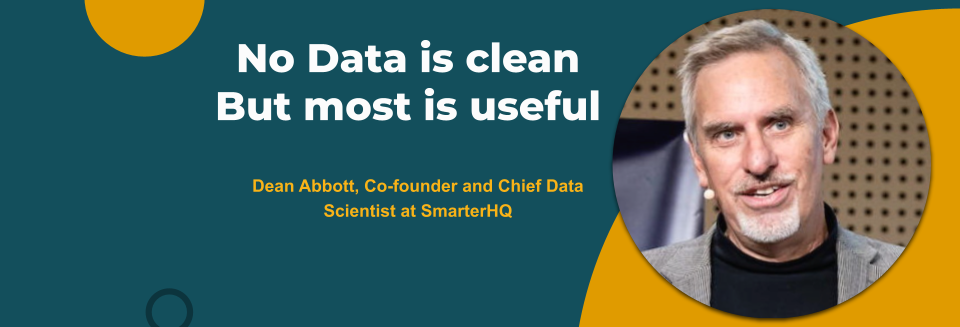 No Data is clean
But most is useful
Dean Abbott, Co-founder and Chief Data
Scientist at SmarterHQ